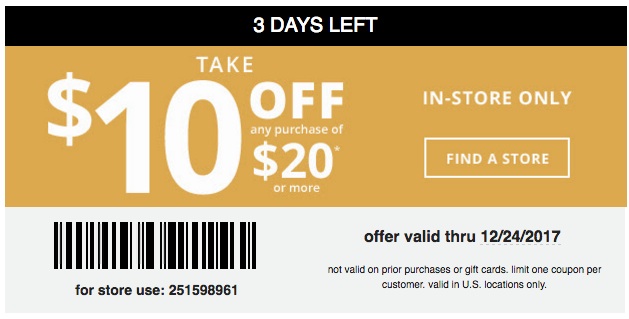 3 DAYS LEFT
TAKE
$10 OFF
any purchase of
$20*
or more
IN-STORE ONLY
FIND A STORE
for store use: 251598961
offer valid thru 12/24/2017
not valid on prior purchases or gift cards. limit one coupon per
customer. valid in U.S. locations only.